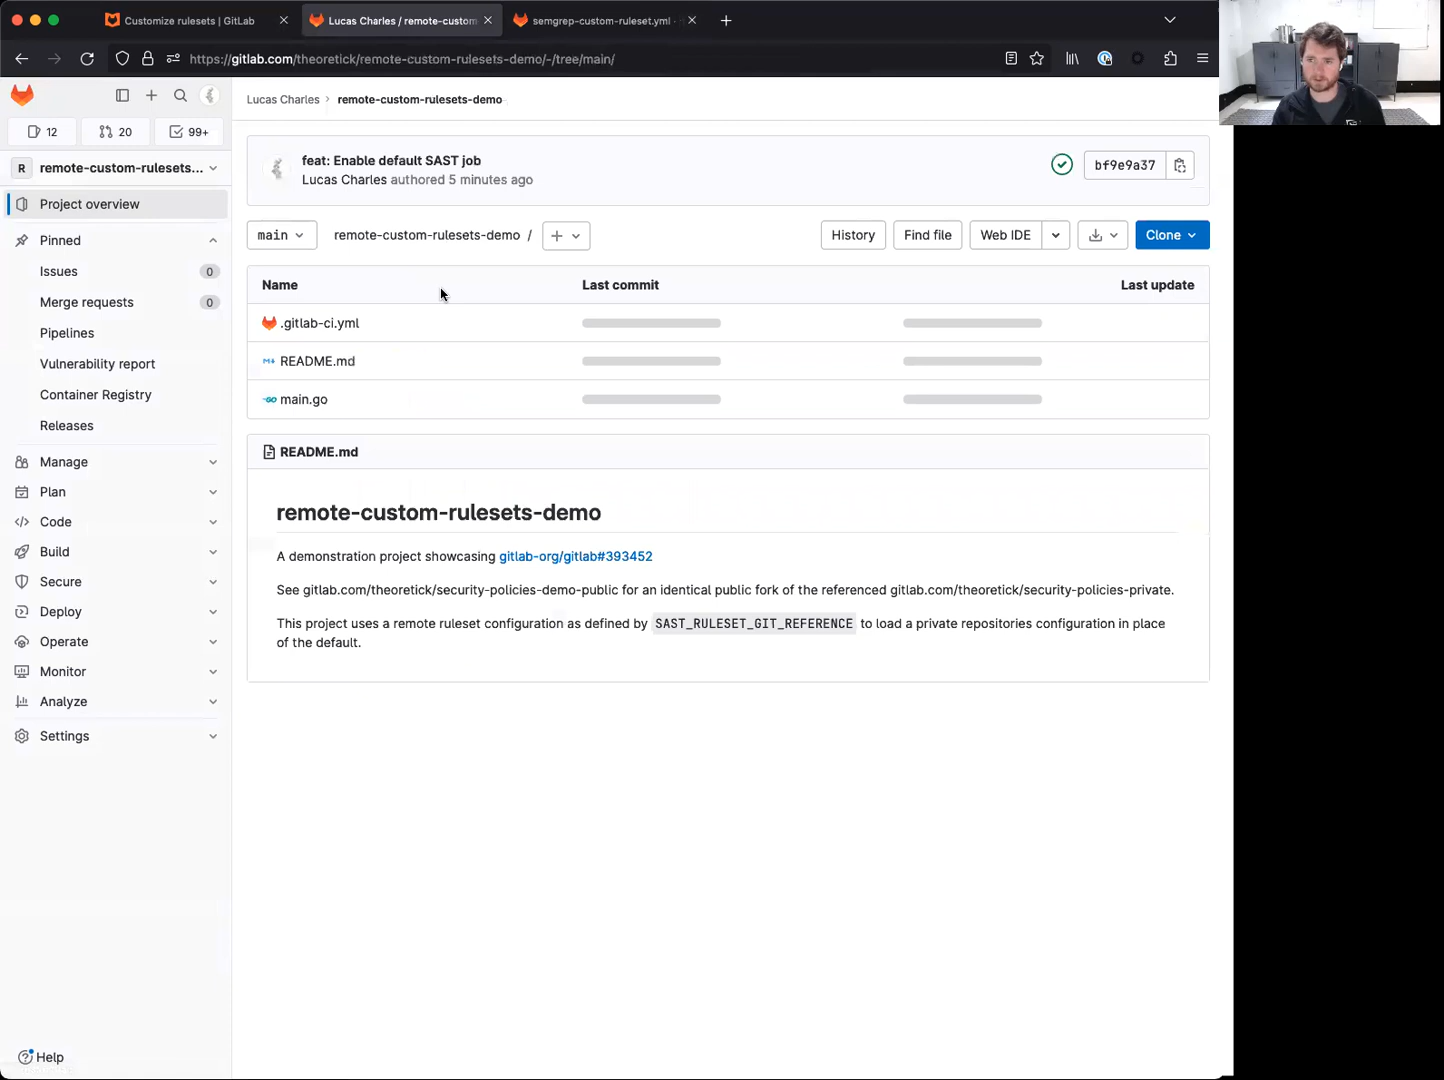 Customize rulesets | GitLab
Lucas Charles / remote-custom
semgrep-custom-ruleset.yml ·
https://gitlab.com/theoretick/remote-custom-rulesets-demo/-/tree/main/
Lucas Charles › remote-custom-rulesets-demo
12
20
99+
R remote-custom-rulesets...
Project overview
Pinned
Issues 0
Merge requests 0
Pipelines
Vulnerability report
Container Registry
Releases
Manage
Plan
Code
Build
Secure
Deploy
Operate
Monitor
Analyze
Settings
Help
feat: Enable default SAST job
Lucas Charles authored 5 minutes ago
bf9e9a37
main
remote-custom-rulesets-demo /
History
Find file
Web IDE
Clone
Name Last commit Last update
.gitlab-ci.yml
README.md
main.go
README.md
remote-custom-rulesets-demo
A demonstration project showcasing gitlab-org/gitlab#393452
See gitlab.com/theoretick/security-policies-demo-public for an identical public fork of the referenced gitlab.com/theoretick/security-policies-private.
This project uses a remote ruleset configuration as defined by SAST_RULESET_GIT_REFERENCE to load a private repositories configuration in place
of the default.